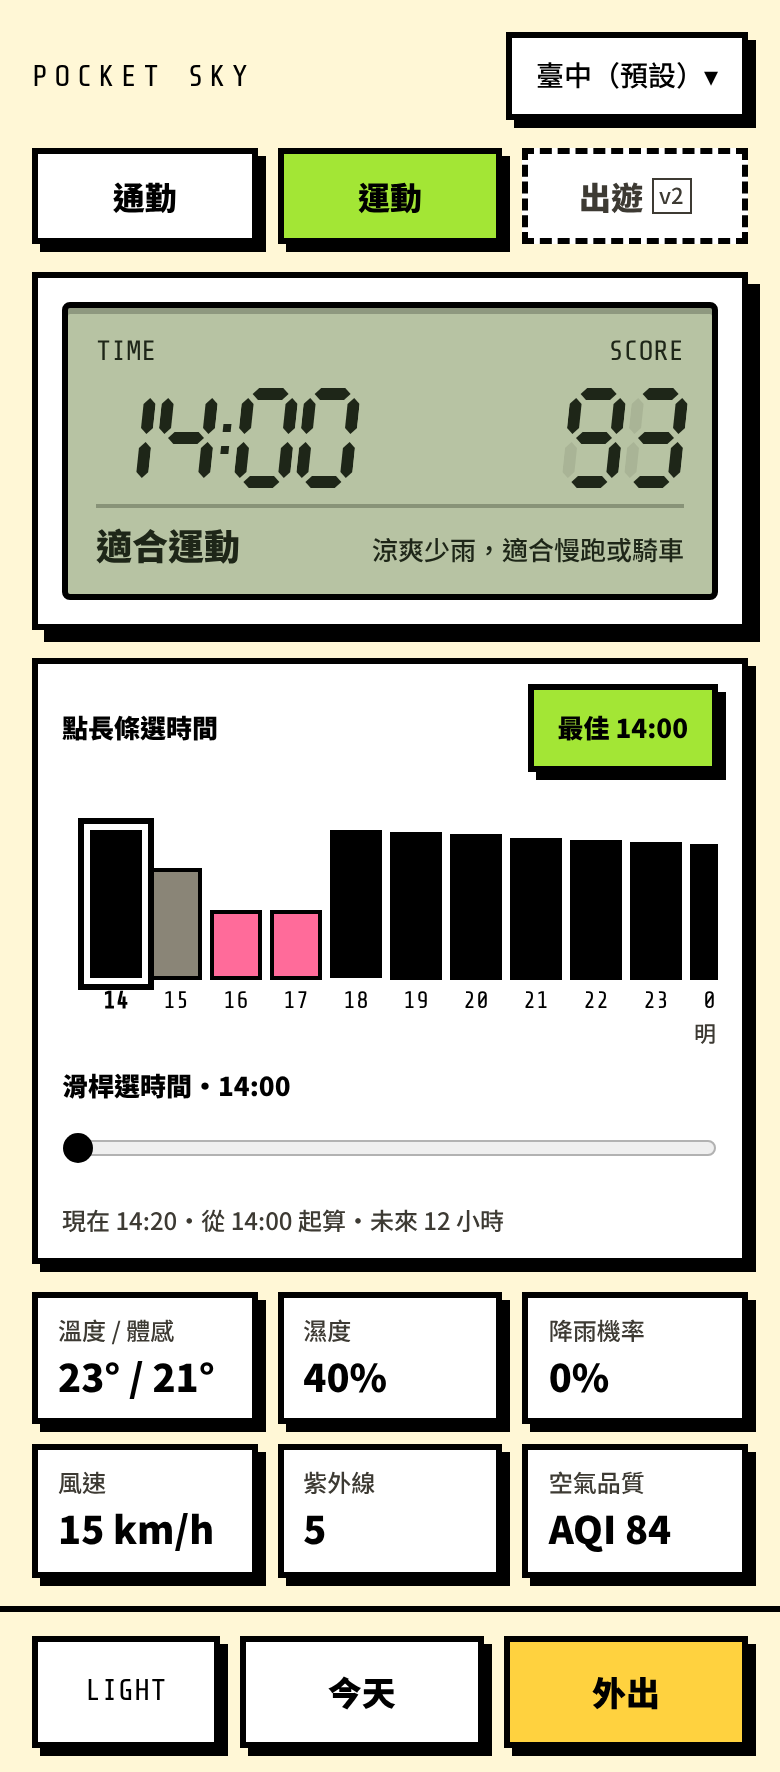 POCKET SKY
臺中（預設）▼
通勤
運動
出遊 v2
TIME
SCORE
14:00
93
適合運動
涼爽少雨，適合慢跑或騎車
點長條選時間
最佳 14:00
14 15 16 17 18 19 20 21 22 23 0
明
滑桿選時間・14:00
現在 14:20・從 14:00 起算・未來 12 小時
溫度 / 體感
23° / 21°
濕度
40%
降雨機率
0%
風速
15 km/h
紫外線
5
空氣品質
AQI 84
LIGHT
今天
外出